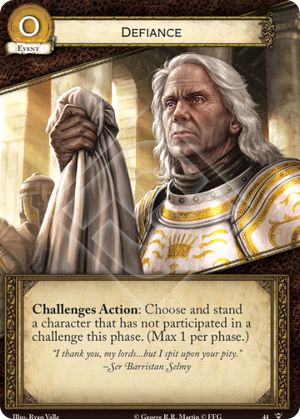 0
DEFIANCE
EVENT
Challenges Action: Choose and stand
a character that has not participated in a
challenge this phase. (Max 1 per phase.)
"I thank you, my lords...but I spit upon your pity."
–Ser Barristan Selmy
Illus. Ryan Valle
© George R.R. Martin © FFG
44